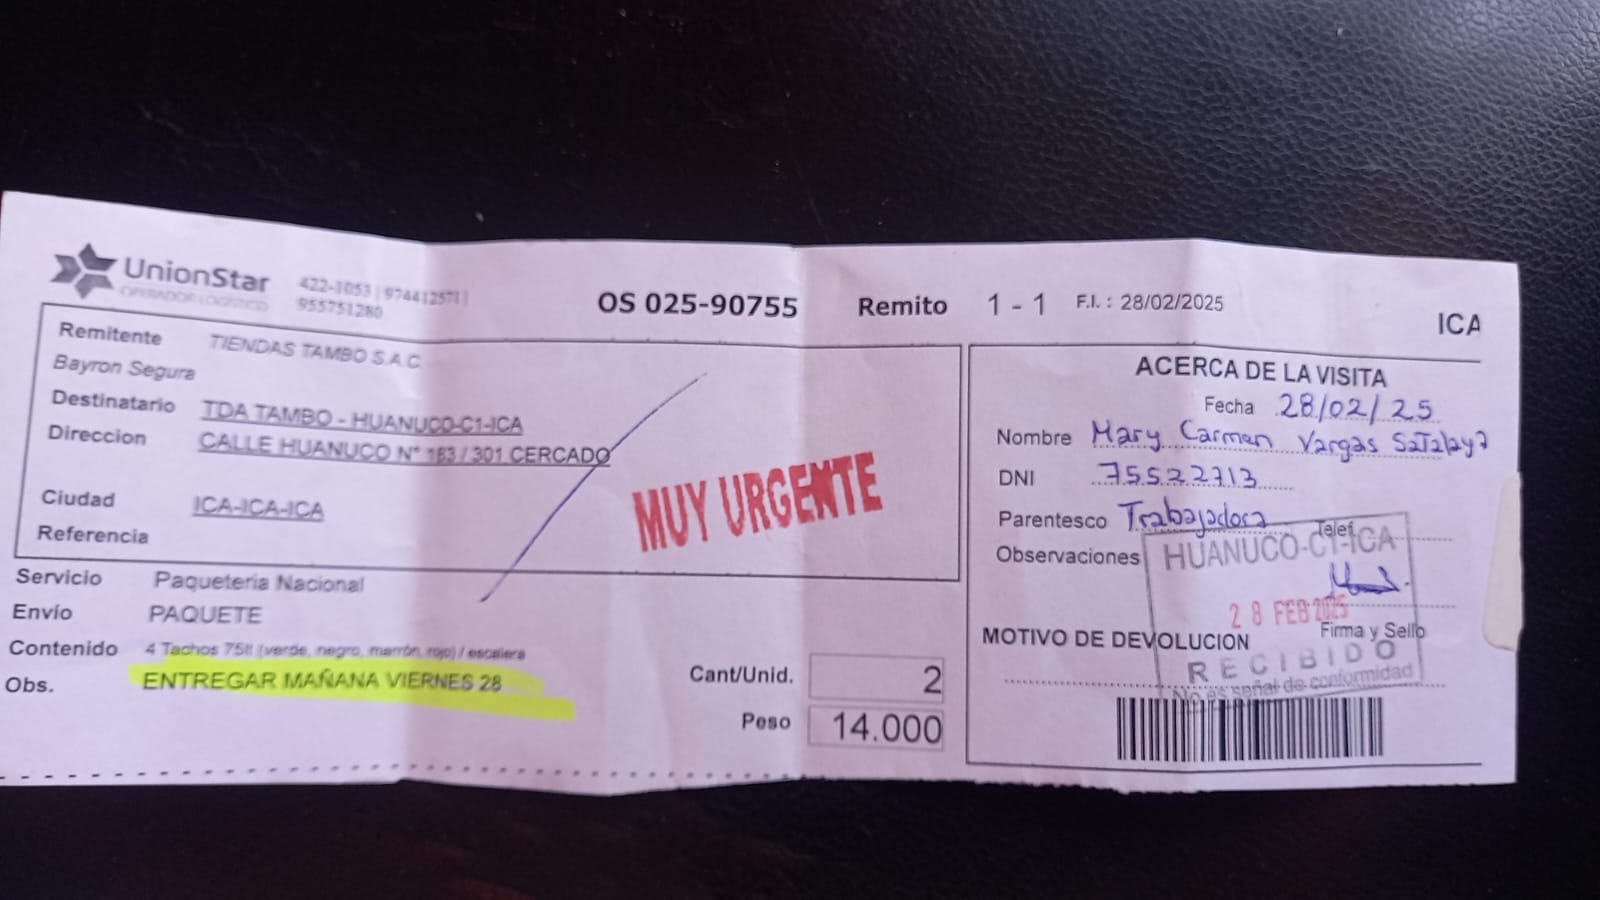 UnionStar
OPERADOR LOGISTICO
422-1053 | 974412571 |
955751280
OS 025-90755
Remito 1 - 1 F.I. : 28/02/2025
ICA
Remitente TIENDAS TAMBO S.A.C
Bayron Segura
Destinatario TDA TAMBO - HUANUCO-C1-ICA
Direccion CALLE HUANUCO N° 183 / 301 CERCADO
Ciudad ICA-ICA-ICA
Referencia
MUY URGENTE
Servicio Paqueteria Nacional
Envío PAQUETE
Contenido 4 Tachos 75lt (verde, negro, marrón, rojo) / escalera
Obs. ENTREGAR MAÑANA VIERNES 28
Cant/Unid. 2
Peso 14.000
ACERCA DE LA VISITA
Fecha 28/02/25
Nombre Mary Carmen Vargas
DNI 75522713
Parentesco Trabajadora Telef.
Observaciones
HUANUCO-C1-ICA
28 FEB 2025
Firma y Sello
MOTIVO DE DEVOLUCION
RECIBIDO
No es señal de conformidad